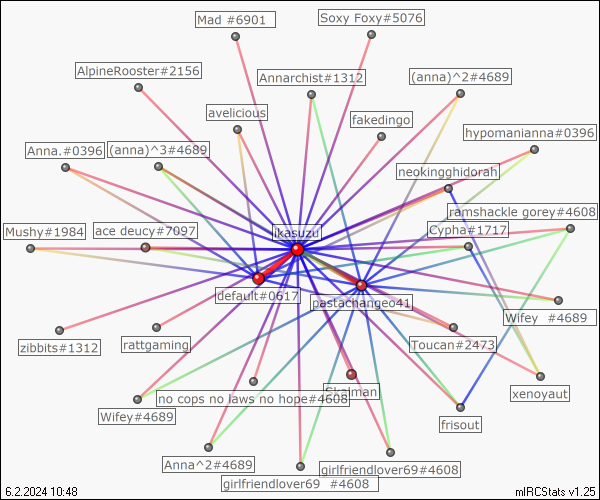 Mad #6901
Soxy Foxy#5076
AlpineRooster#2156
Annarchist#1312
(anna)^2#4689
avelicious
fakedingo
hypomanianna#0396
Anna.#0396
(anna)^3#4689
neokingghidorah
ramshackle gorey#4608
Mushy#1984
ace deucy#7097
ikasuzu
Cypha#1717
default#0617
pastachangeo41
Wifey #4689
zibbits#1312
rattgaming
Toucan#2473
no cops no laws no hope#4608
Skaiman
xenoyaut
Wifey#4689
frisout
Anna^2#4689
girlfriendlover69#4608
girlfriendlover69 #4608
6.2.2024 10:48
mIRCStats v1.25